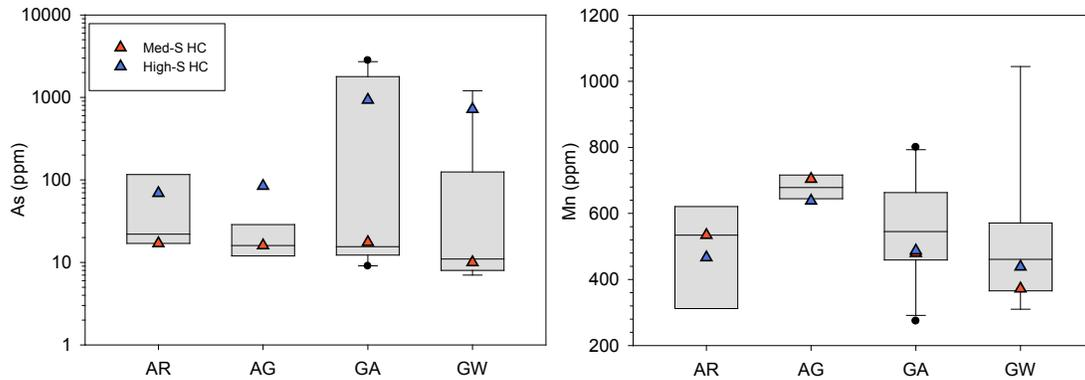 10000
1000
100
10
1
As (ppm)
Med-S HC
High-S HC
AR AG GA GW
1200
1000
800
600
400
200
Mn (ppm)
AR AG GA GW